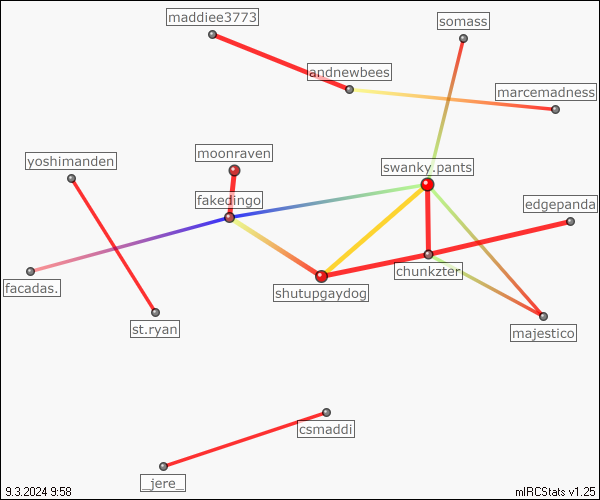 maddiee3773
somass
andnewbees
marcemadness
moonraven
yoshimanden
swanky.pants
fakedingo
edgepanda
chunkzter
facadas.
shutupgaydog
st.ryan
majestico
csmaddi
_jere_
9.3.2024 9:58
mIRCStats v1.25